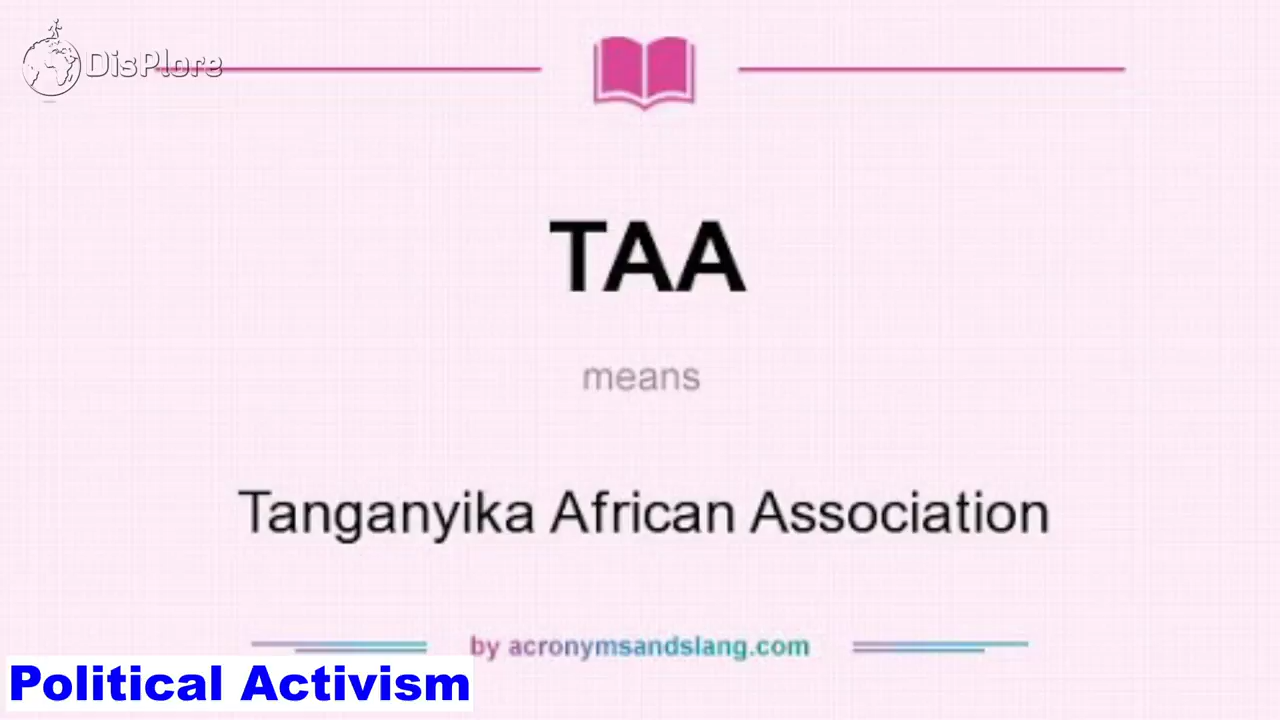 DisPlore
TAA
means
Tanganyika African Association
by acronymsandslang.com
Political Activism